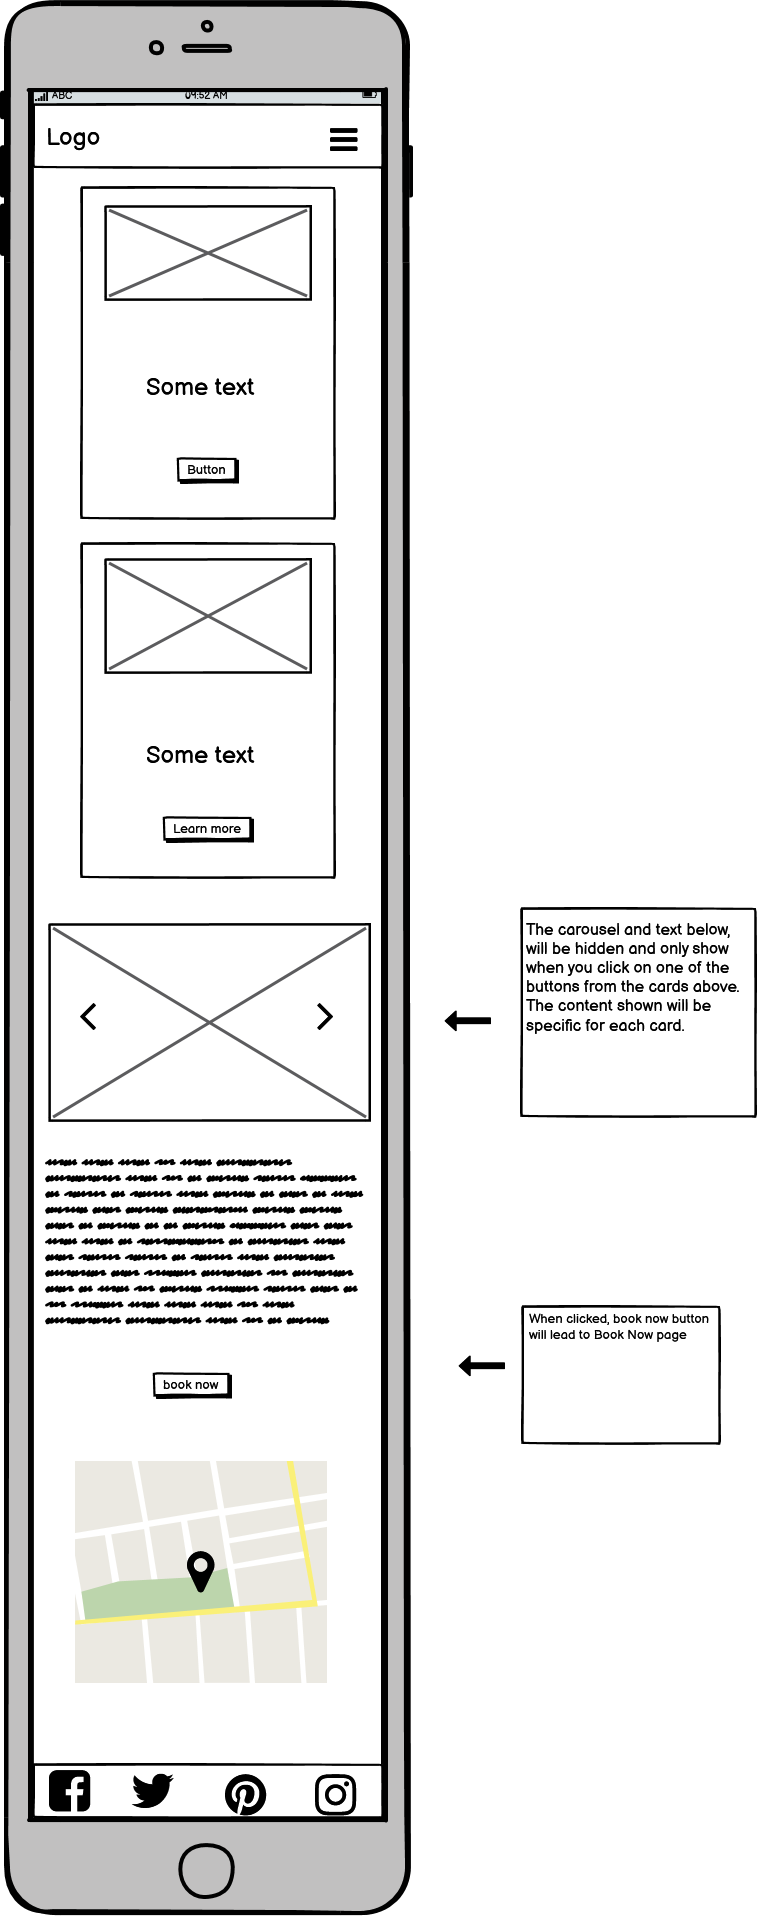 ABC 09:52 AM
Logo
Some text
Button
Some text
Learn more
The carousel and text below,
will be hidden and only show
when you click on one of the
buttons from the cards above.
The content shown will be
specific for each card.
When clicked, book now button
will lead to Book Now page
book now